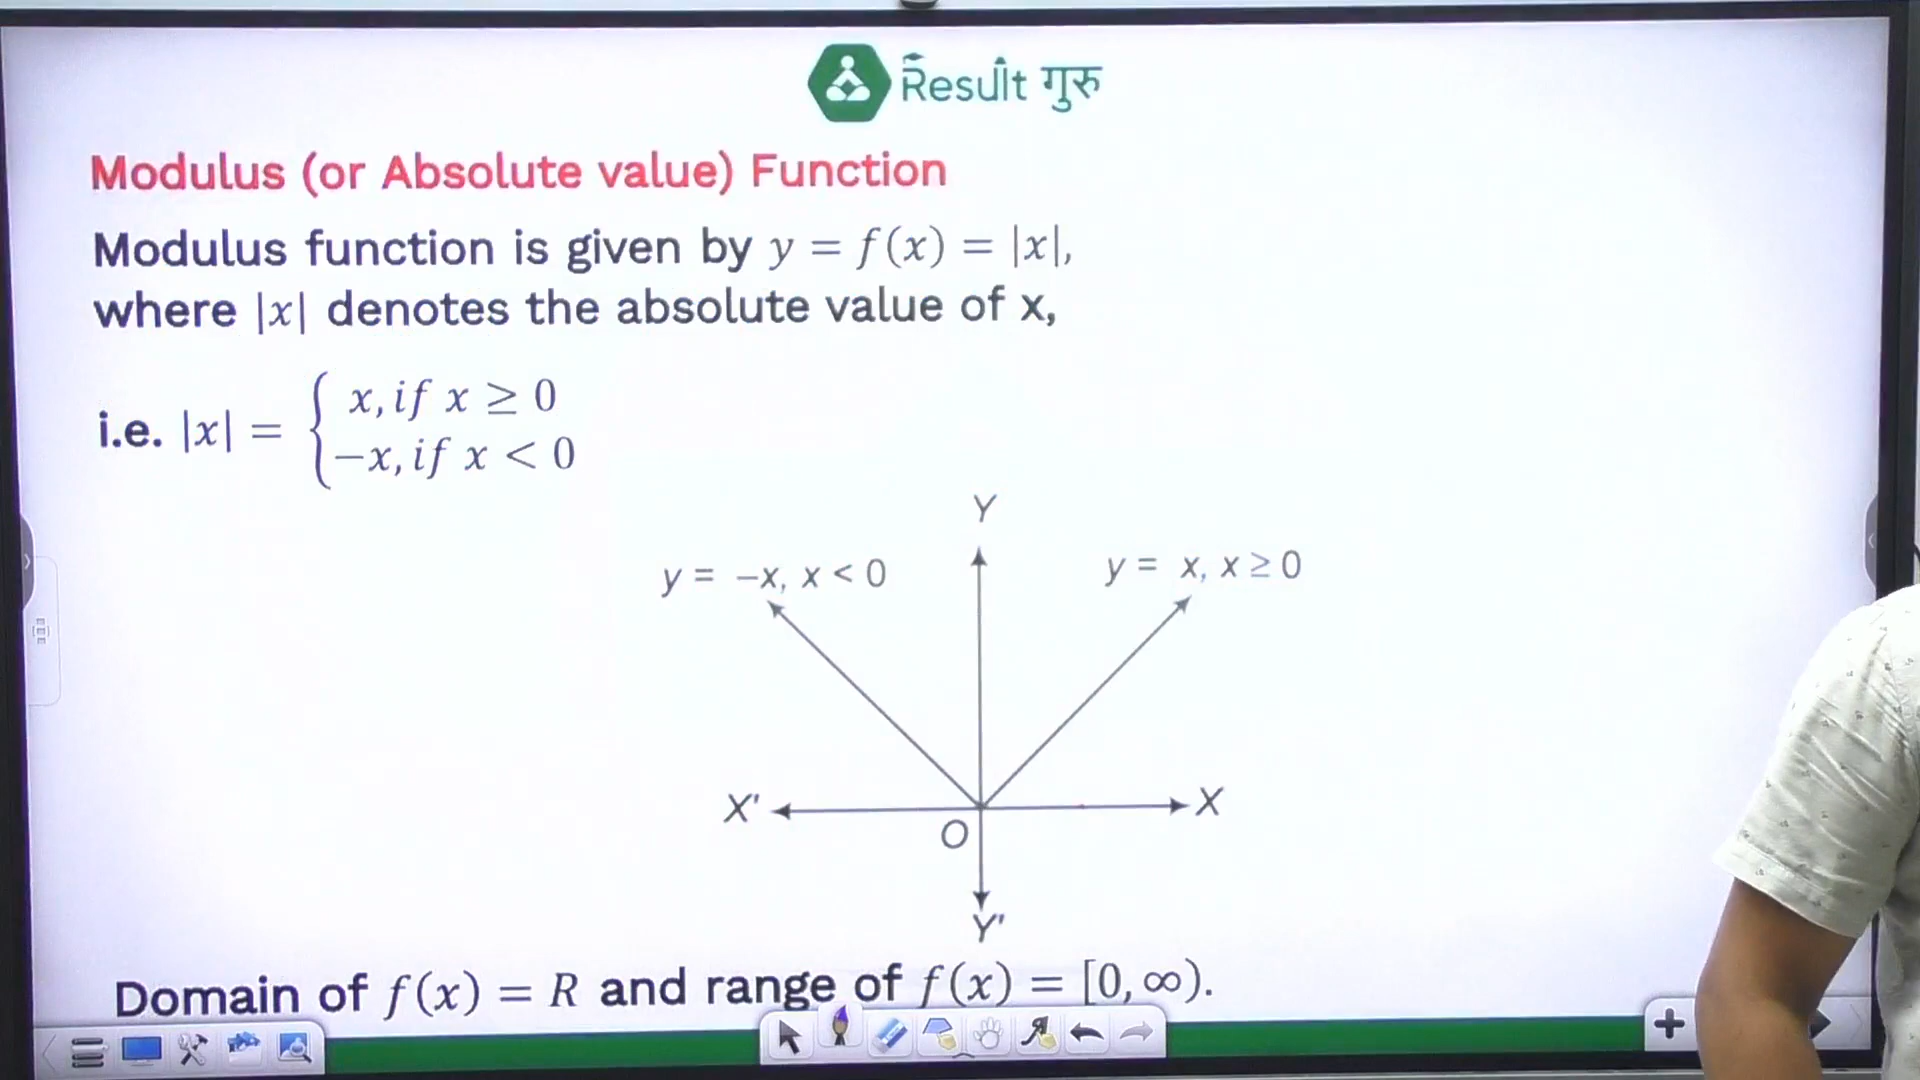 Result गुरु
Modulus (or Absolute value) Function
Modulus function is given by y = f(x) = |x|,
where |x| denotes the absolute value of x,
i.e. |x| = { x, if x ≥ 0
−x, if x < 0
Y
y = −x, x < 0
y = x, x ≥ 0
X'
X
O
Y'
Domain of f(x) = R and range of f(x) = [0, ∞).